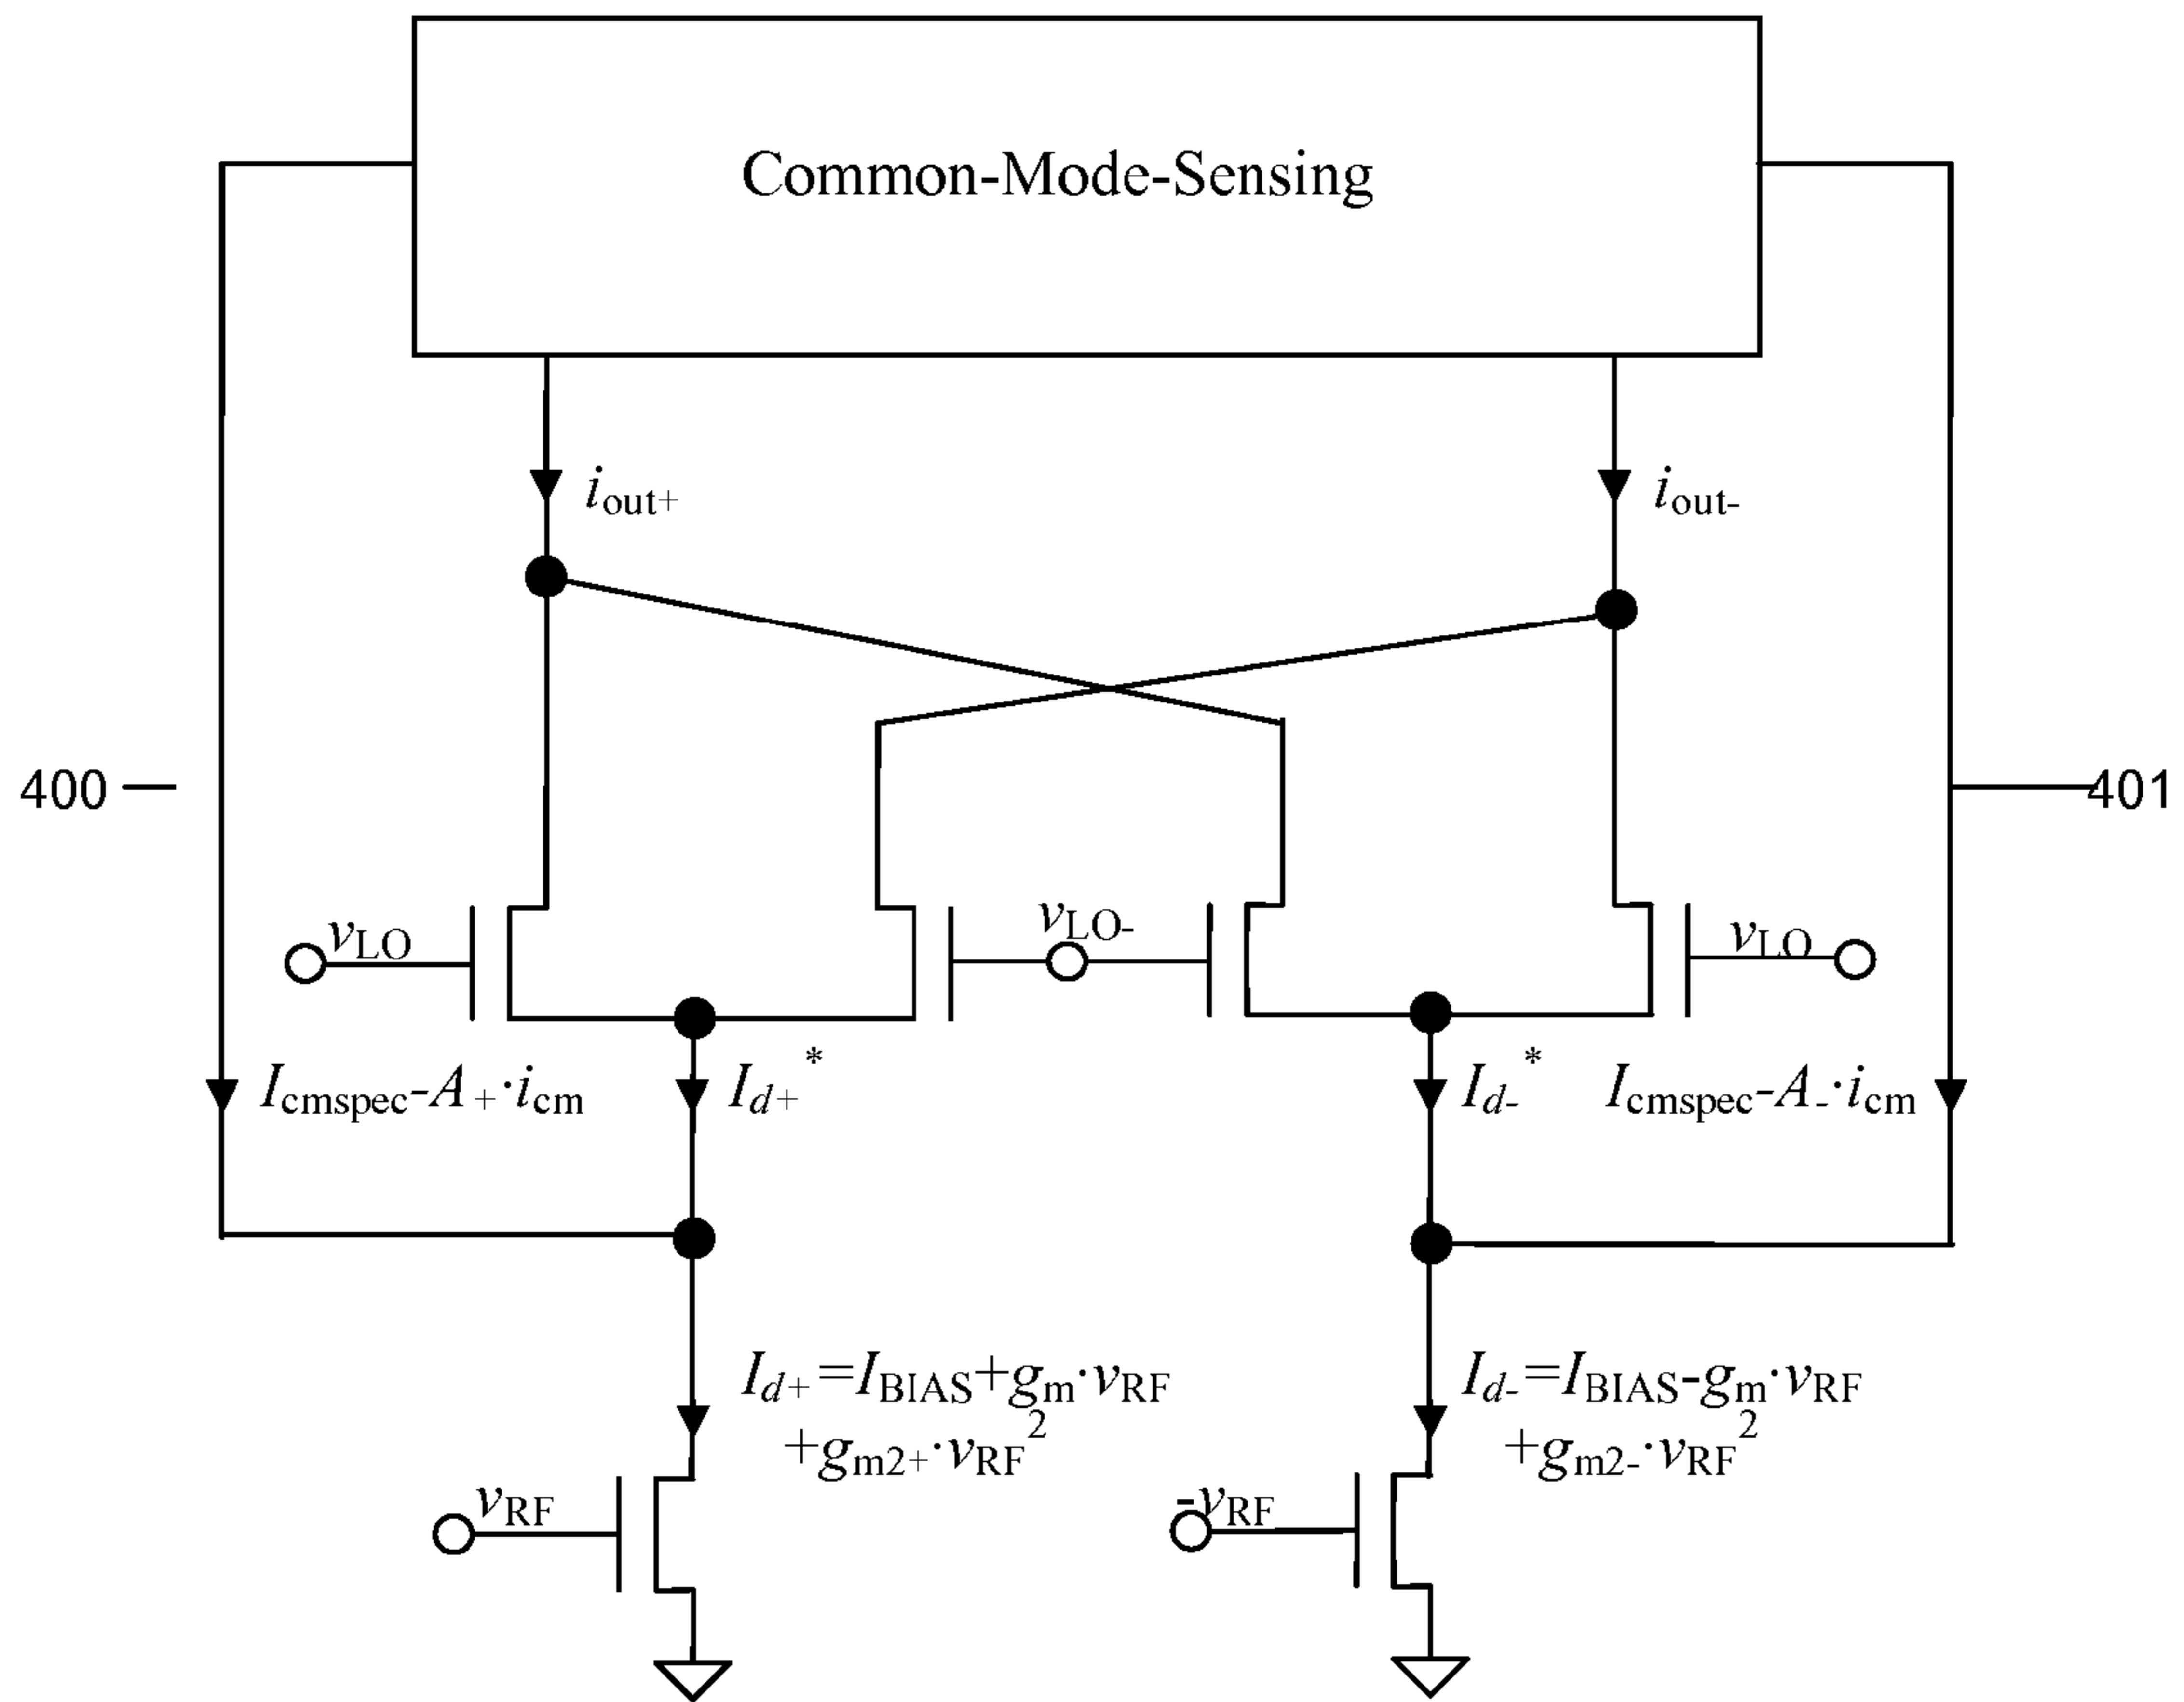 Common-Mode-Sensing
iout+
iout-
400
401
vLO
vLO-
vLO
Icmspec-A+·icm
Id+*
Id-*
Icmspec-A-·icm
Id+=IBIAS+gm·vRF
+gm2+·vRF2
Id-=IBIAS-gm·vRF
+gm2-·vRF2
vRF
-vRF